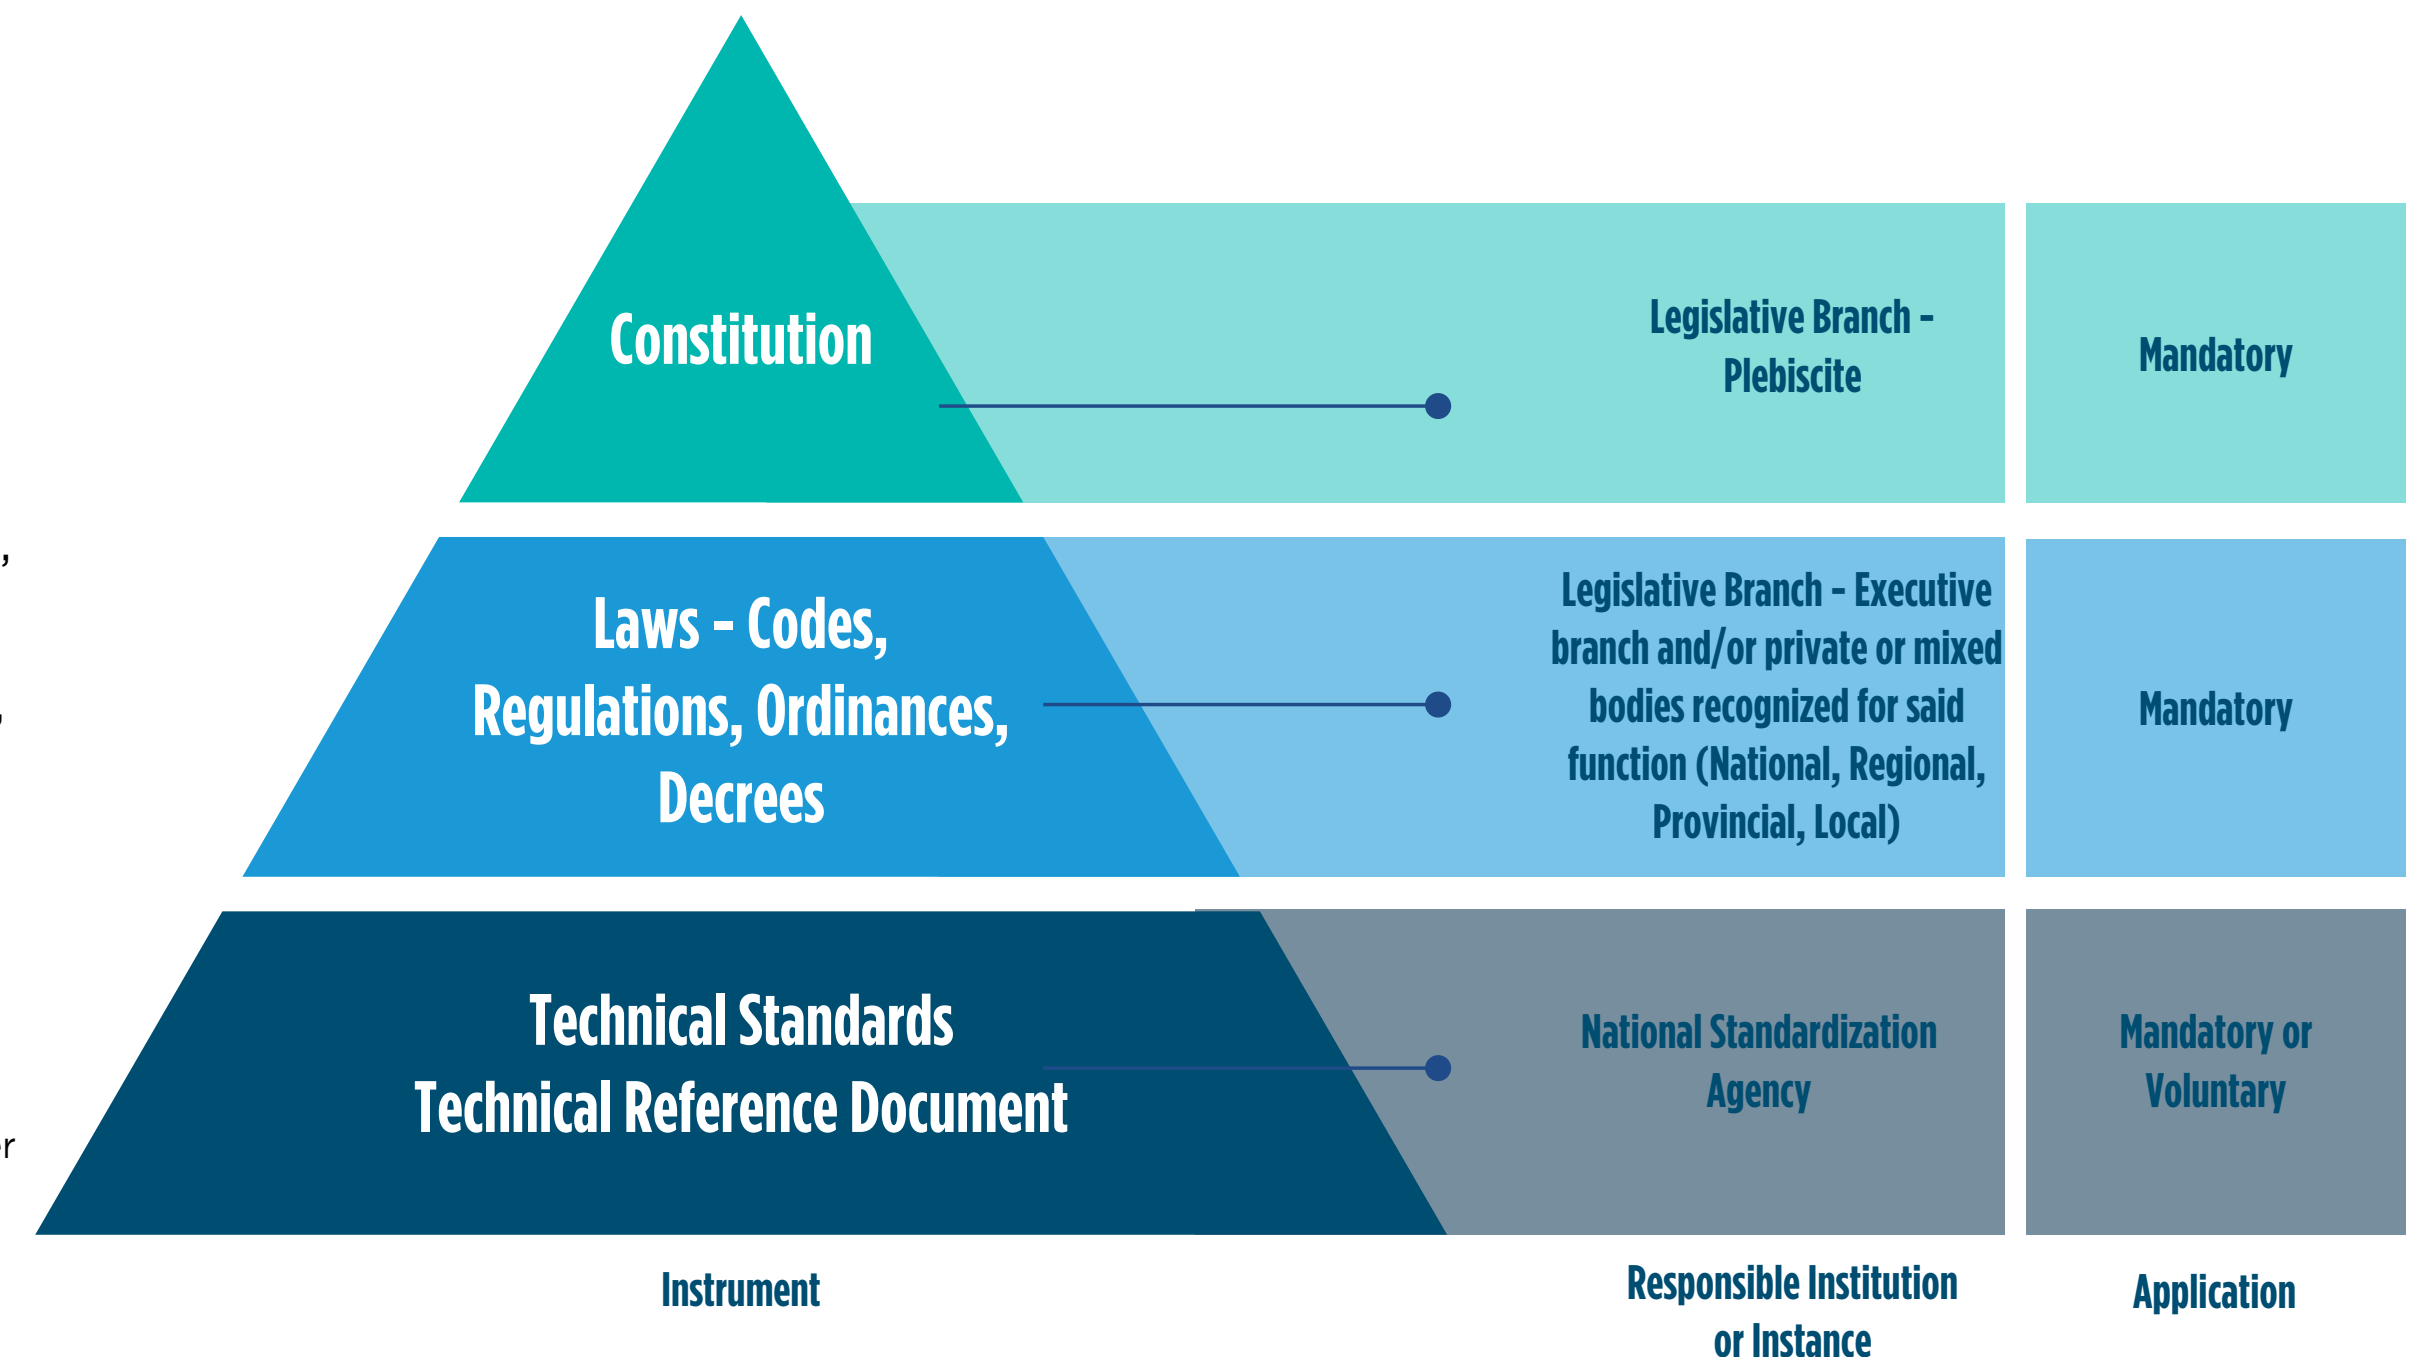 Constitution
Legislative Branch –
Plebiscite
Mandatory
,
Laws – Codes,
Regulations, Ordinances,
Decrees
Legislative Branch – Executive
branch and/or private or mixed
bodies recognized for said
function (National, Regional,
Provincial, Local)
Mandatory
,
Technical Standards
Technical Reference Document
National Standardization
Agency
Mandatory or
Voluntary
Instrument
Responsible Institution
or Instance
Application